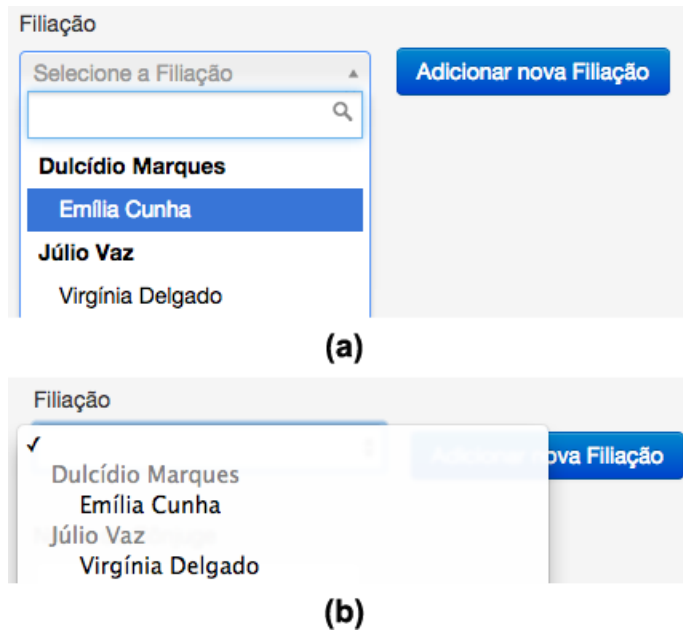 Filiação
Selecione a Filiação
Adicionar nova Filiação
Dulcídio Marques
Emília Cunha
Júlio Vaz
Virgínia Delgado
(a)
Filiação
Adicionar nova Filiação
Dulcídio Marques
Emília Cunha
Júlio Vaz
Virgínia Delgado
(b)